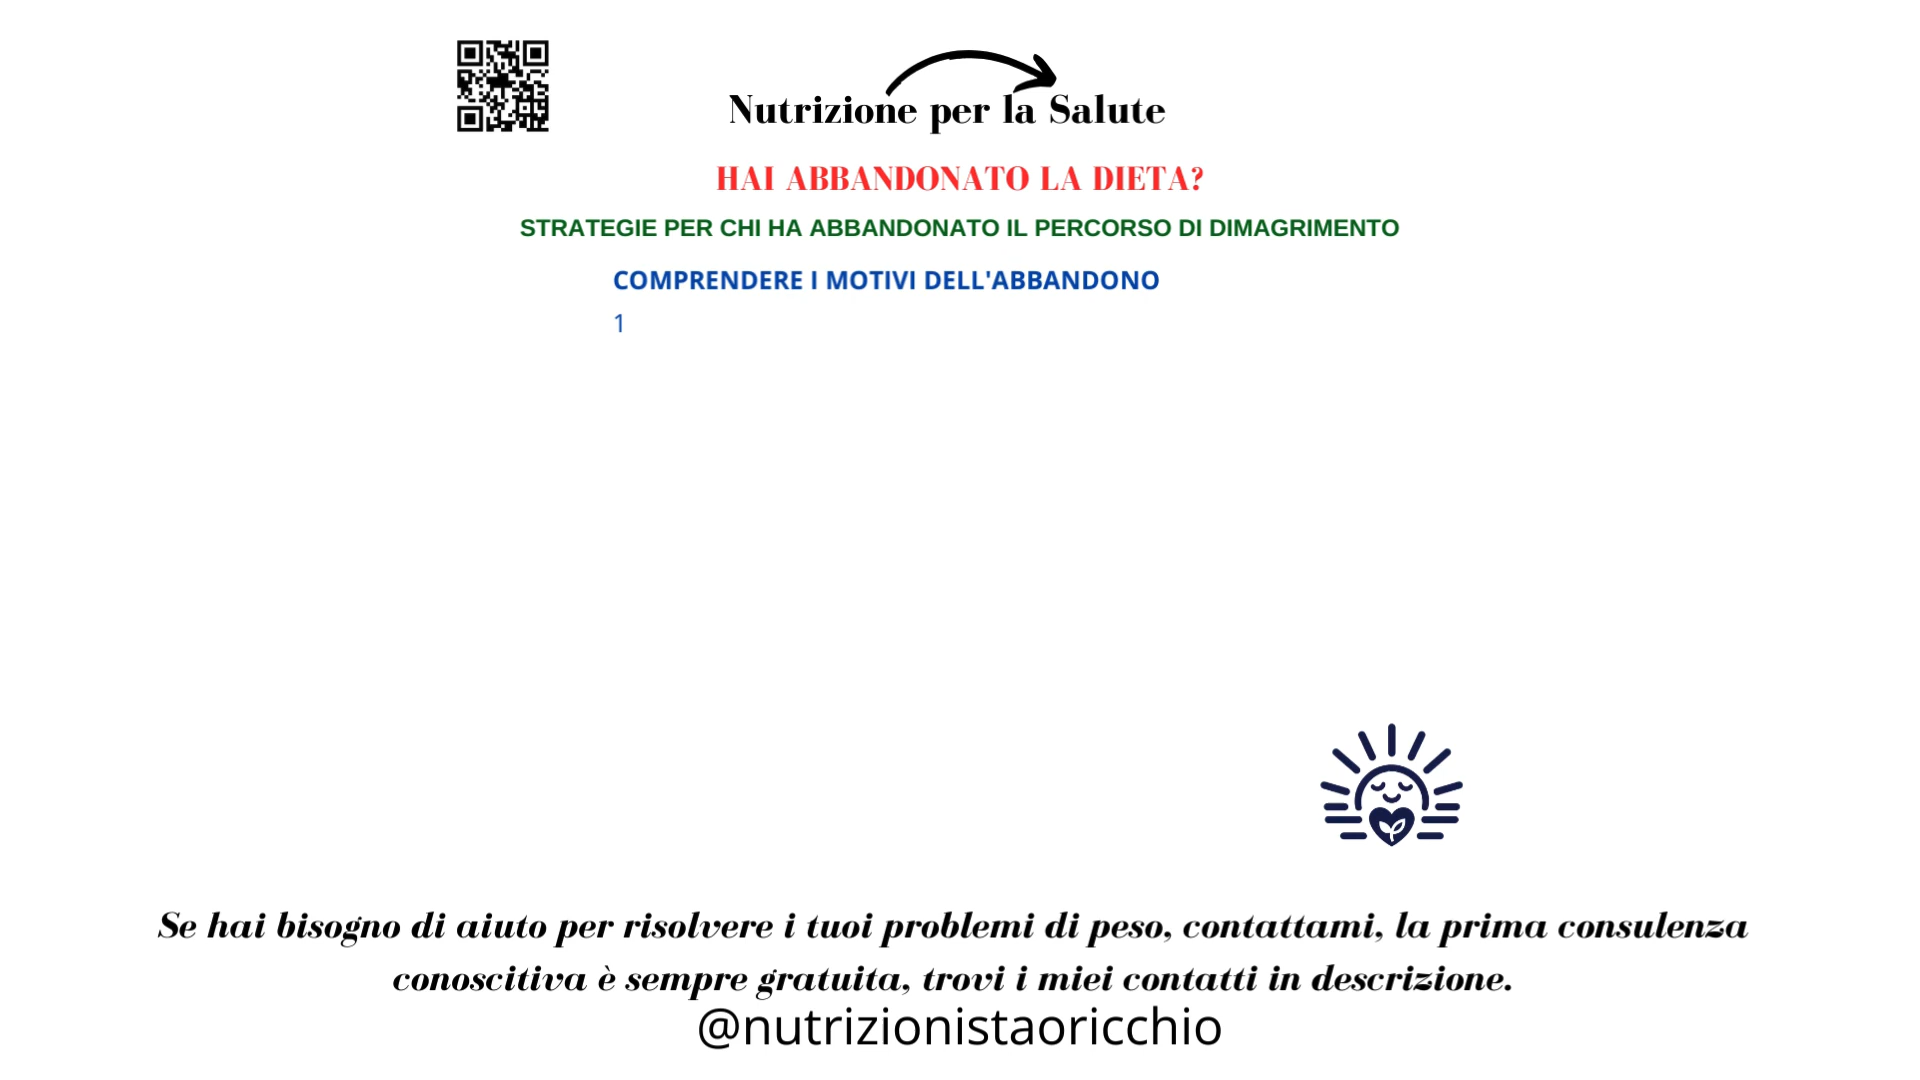 Nutrizione per la Salute
HAI ABBANDONATO LA DIETA?
STRATEGIE PER CHI HA ABBANDONATO IL PERCORSO DI DIMAGRIMENTO
COMPRENDERE I MOTIVI DELL'ABBANDONO
1
Se hai bisogno di aiuto per risolvere i tuoi problemi di peso, contattami, la prima consulenza
conoscitiva è sempre gratuita, trovi i miei contatti in descrizione.
@nutrizionistaoricchio